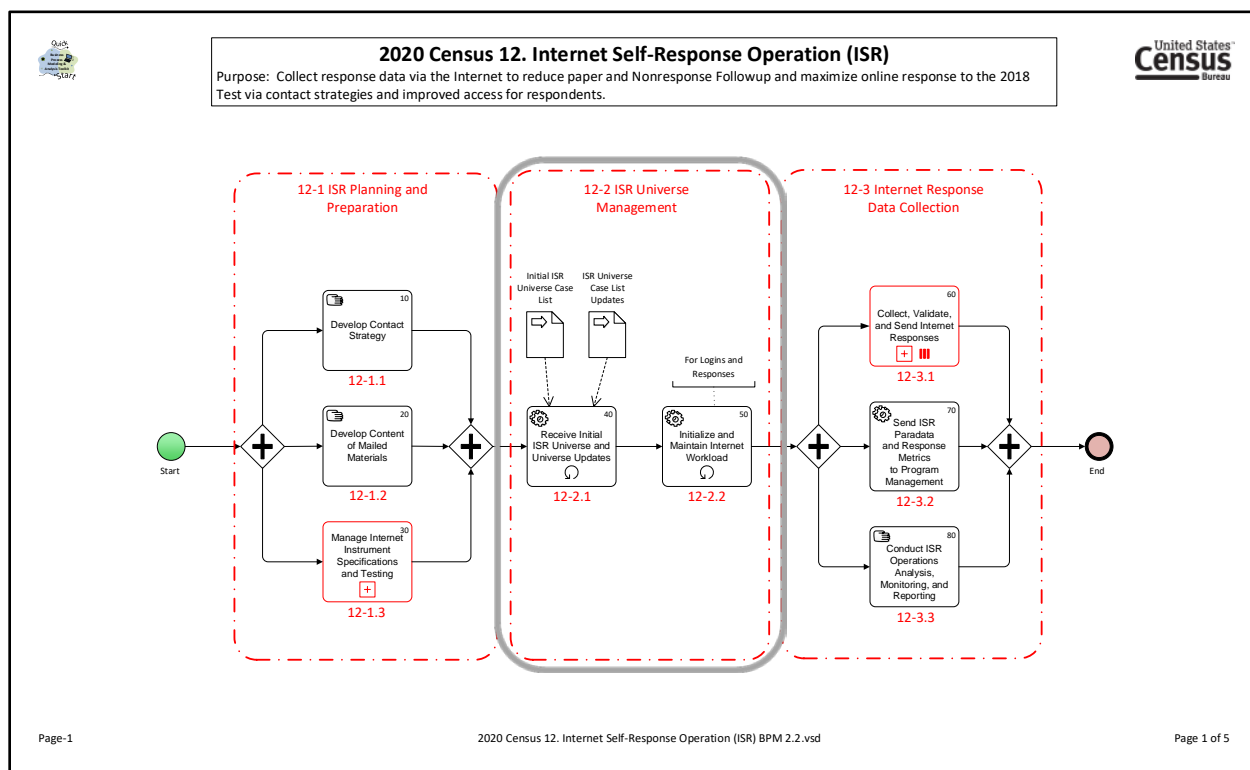 Quick
Start
2020 Census 12. Internet Self-Response Operation (ISR)
Purpose:  Collect response data via the Internet to reduce paper and Nonresponse Followup and maximize online response to the 2018
Test via contact strategies and improved access for respondents.
United States™
Census
Bureau
12-1 ISR Planning and
Preparation
12-2 ISR Universe
Management
12-3 Internet Response
Data Collection
Initial ISR
Universe Case
List
ISR Universe
Case List
Updates
For Logins and
Responses
10
Develop Contact
Strategy
12-1.1
20
Develop Content
of Mailed
Materials
12-1.2
30
Manage Internet
Instrument
Specifications
and Testing
12-1.3
Start
40
Receive Initial
ISR Universe and
Universe Updates
12-2.1
50
Initialize and
Maintain Internet
Workload
12-2.2
60
Collect, Validate,
and Send Internet
Responses
12-3.1
70
Send ISR
Paradata
and Response
Metrics
to Program
Management
12-3.2
80
Conduct ISR
Operations
Analysis,
Monitoring, and
Reporting
12-3.3
End
Page-1
2020 Census 12. Internet Self-Response Operation (ISR) BPM 2.2.vsd
Page 1 of 5